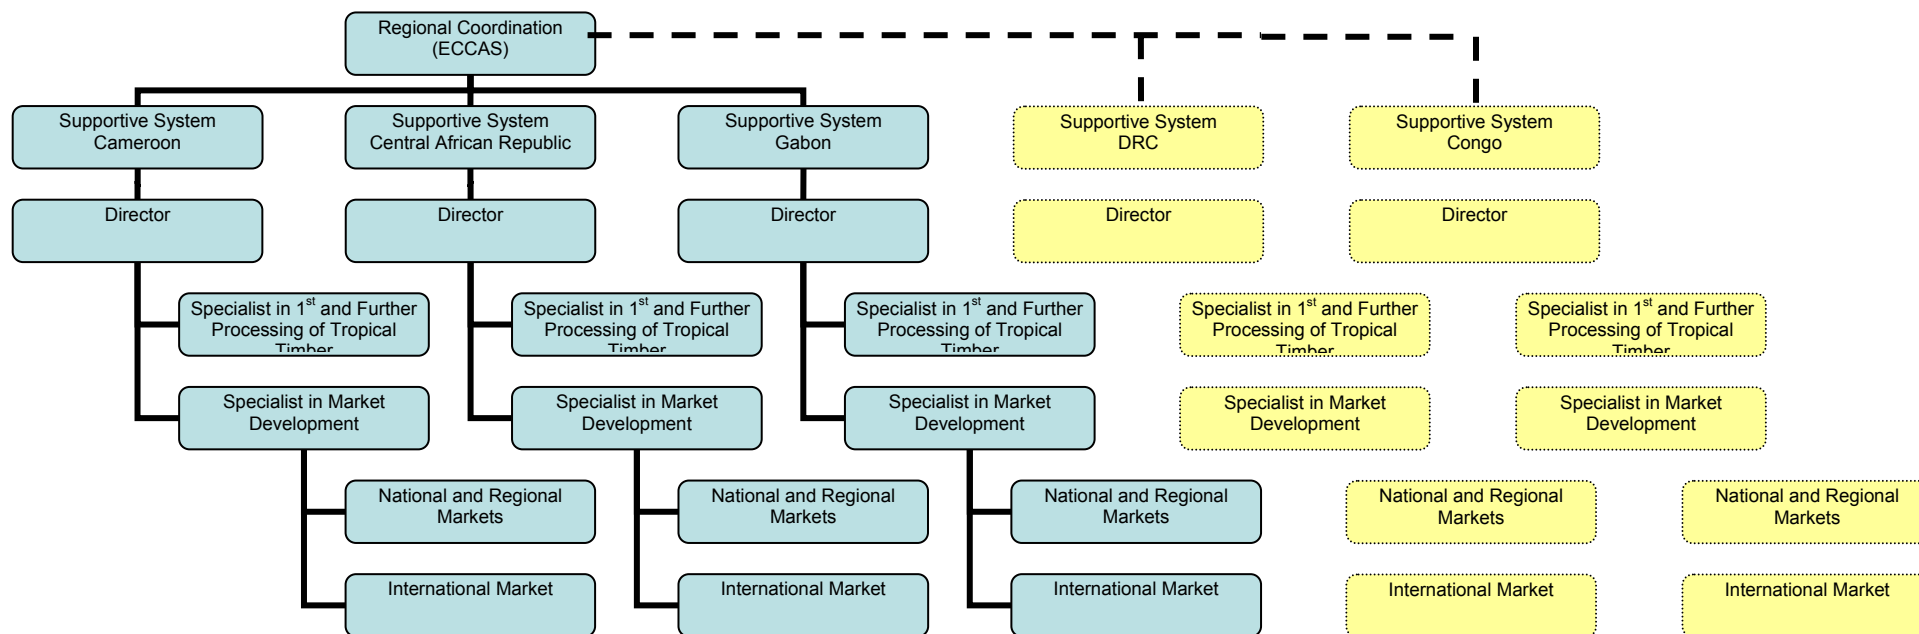 Regional Coordination
(ECCAS)
Supportive System
Cameroon
Supportive System
Central African Republic
Supportive System
Gabon
Supportive System
DRC
Supportive System
Congo
Director
Director
Director
Director
Director
Specialist in 1st and Further
Processing of Tropical
Timber
Specialist in 1st and Further
Processing of Tropical
Timber
Specialist in 1st and Further
Processing of Tropical
Timber
Specialist in 1st and Further
Processing of Tropical
Timber
Specialist in 1st and Further
Processing of Tropical
Timber
Specialist in Market
Development
Specialist in Market
Development
Specialist in Market
Development
Specialist in Market
Development
Specialist in Market
Development
National and Regional
Markets
National and Regional
Markets
National and Regional
Markets
National and Regional
Markets
National and Regional
Markets
International Market
International Market
International Market
International Market
International Market